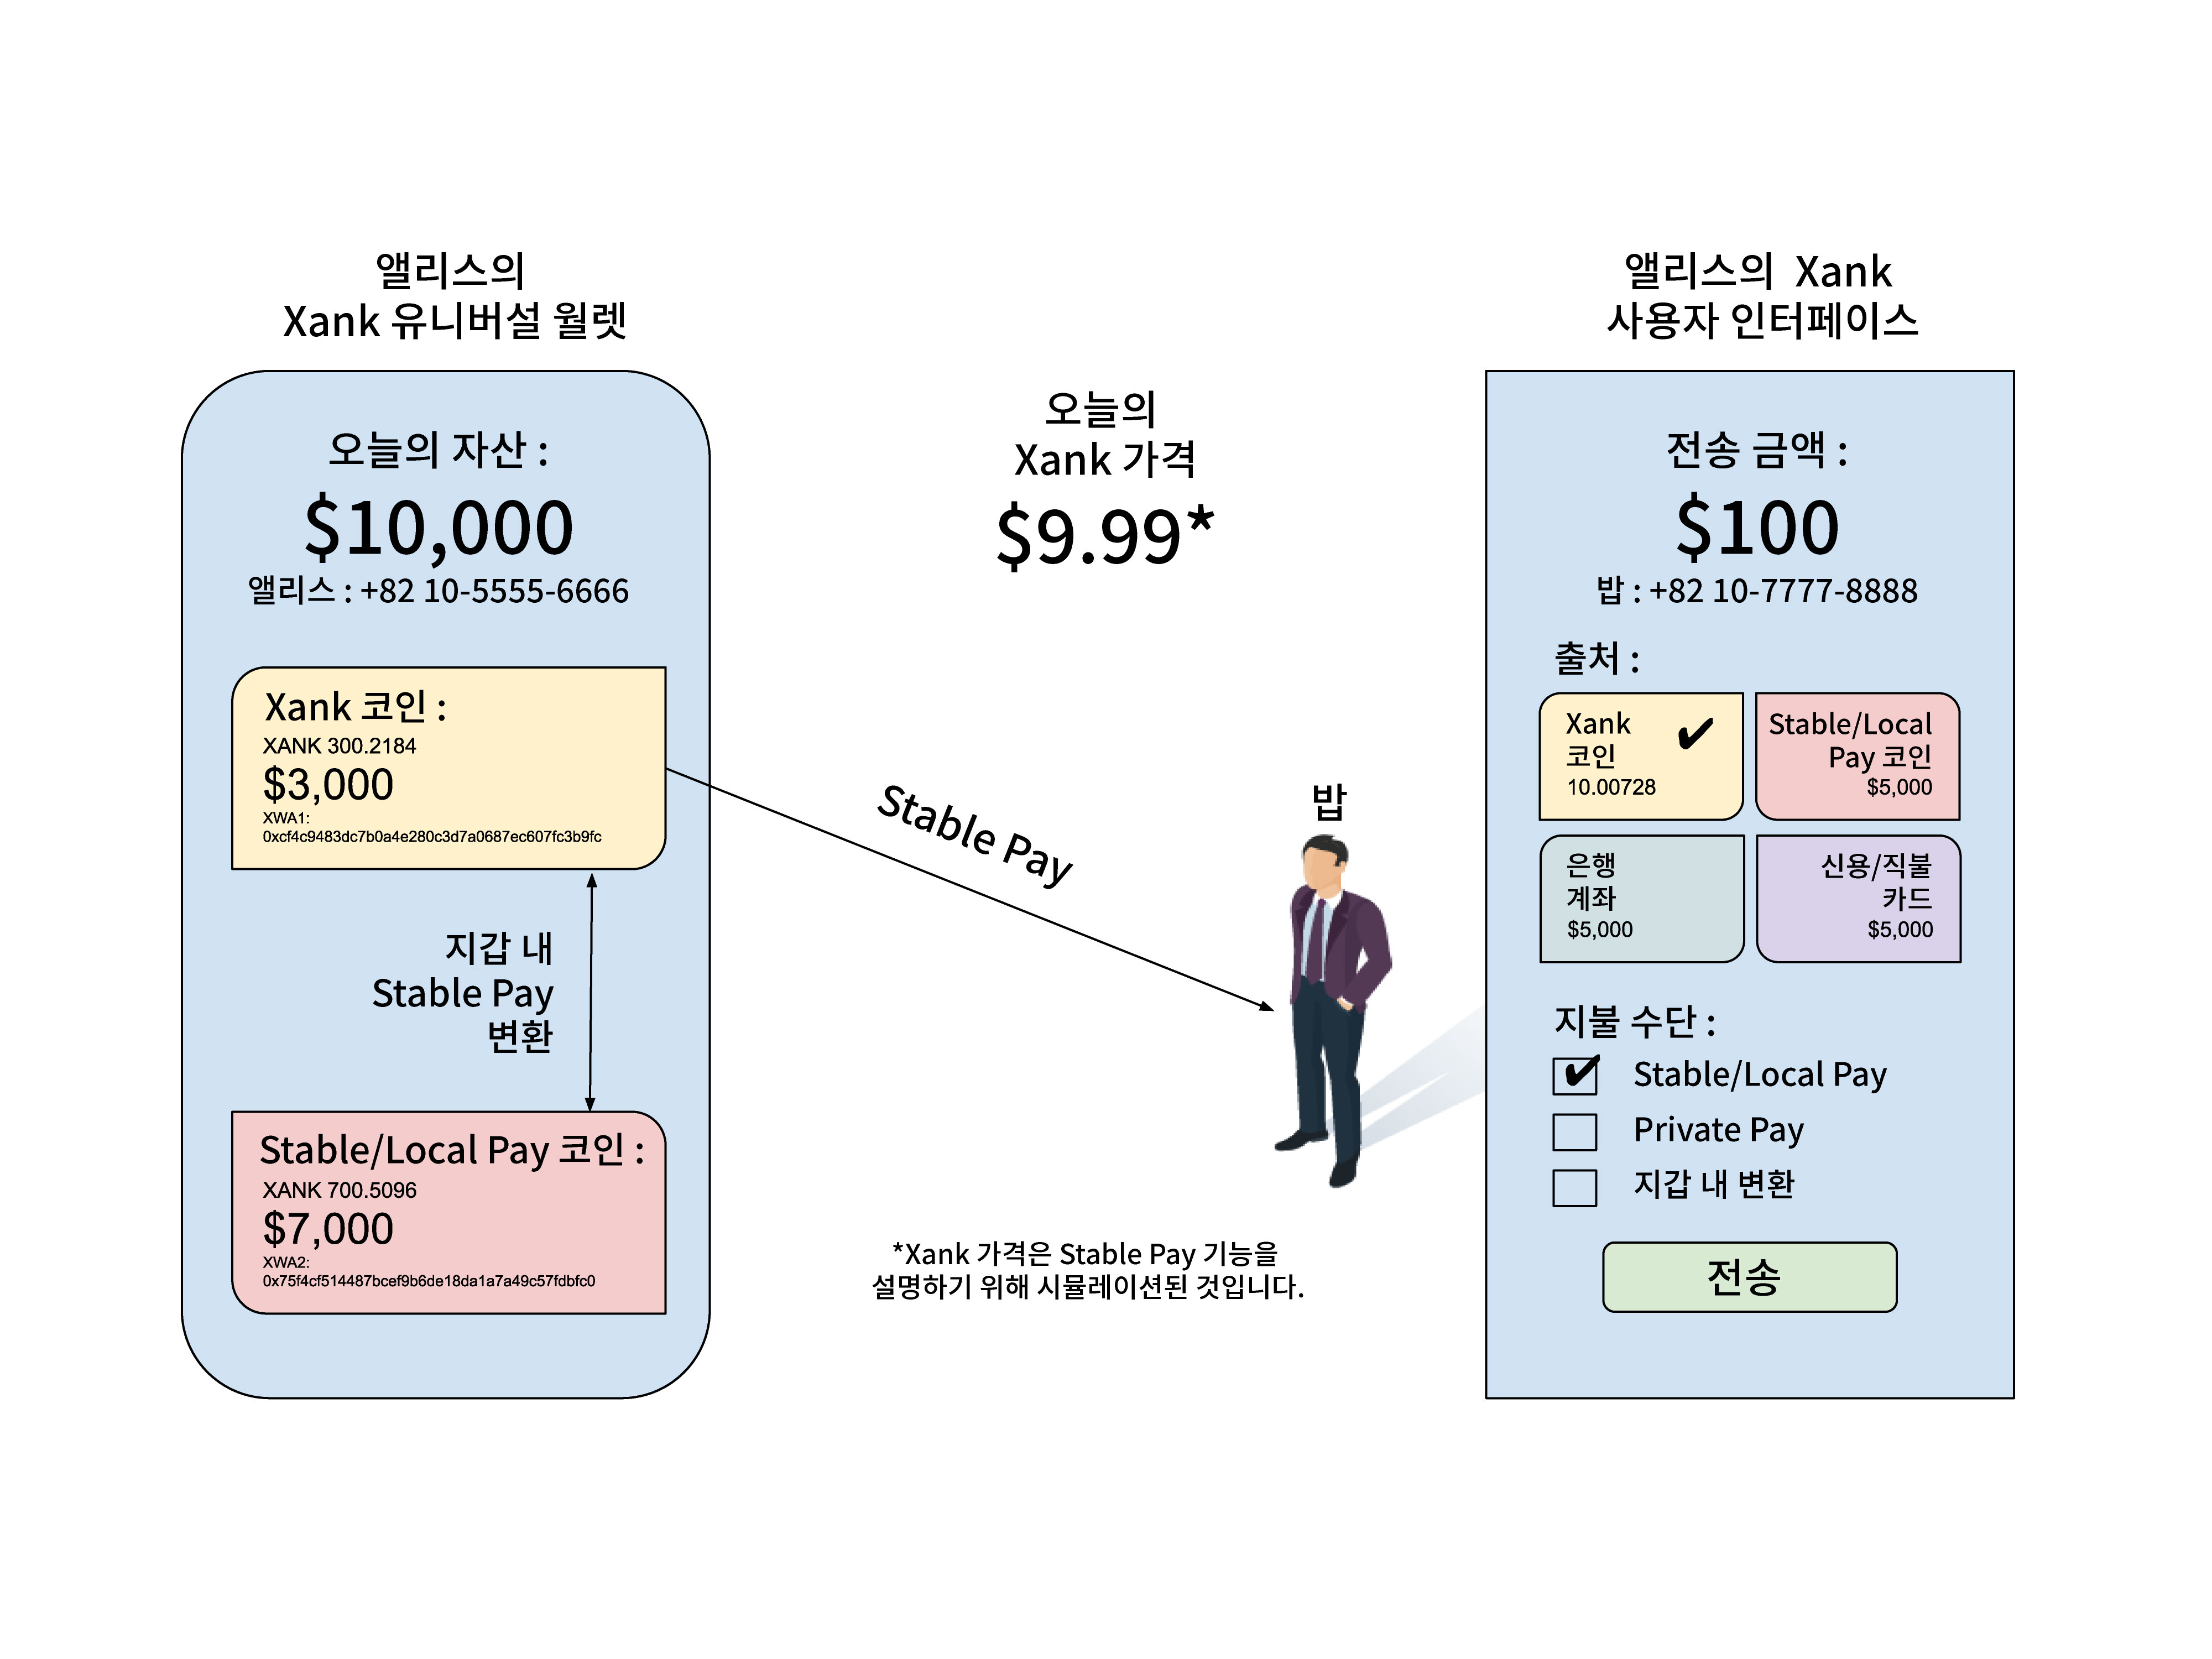 앨리스의
Xank 유니버설 월렛
오늘의 자산 :
$10,000
앨리스 : +82 10-5555-6666
Xank 코인 :
XANK 300.2184
$3,000
XWA1:
0xcf4c9483dc7b0a4e280c3d7a0687ec607fc3b9fc
지갑 내
Stable Pay
변환
Stable/Local Pay 코인 :
XANK 700.5096
$7,000
XWA2:
0x75f4cf514487bcef9b6de18da1a7a49c57fdbfc0
오늘의
Xank 가격
$9.99*
Stable Pay
밥
*Xank 가격은 Stable Pay 기능을
설명하기 위해 시뮬레이션된 것입니다.
앨리스의 Xank
사용자 인터페이스
전송 금액 :
$100
밥 : +82 10-7777-8888
출처 :
Xank
코인
10.00728
Stable/Local
Pay 코인
$5,000
은행
계좌
$5,000
신용/직불
카드
$5,000
지불 수단 :
Stable/Local Pay
Private Pay
지갑 내 변환
전송